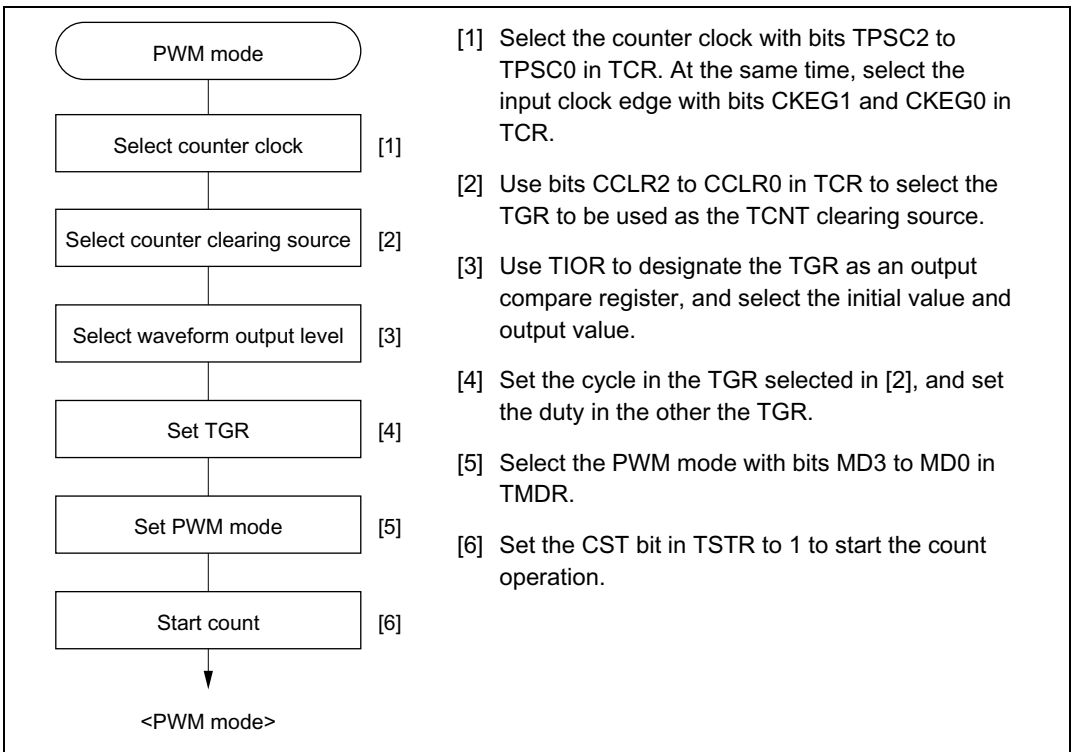 PWM mode
Select counter clock [1]
Select counter clearing source [2]
Select waveform output level [3]
Set TGR [4]
Set PWM mode [5]
Start count [6]
<PWM mode>
[1] Select the counter clock with bits TPSC2 to
TPSC0 in TCR. At the same time, select the
input clock edge with bits CKEG1 and CKEG0 in
TCR.
[2] Use bits CCLR2 to CCLR0 in TCR to select the
TGR to be used as the TCNT clearing source.
[3] Use TIOR to designate the TGR as an output
compare register, and select the initial value and
output value.
[4] Set the cycle in the TGR selected in [2], and set
the duty in the other the TGR.
[5] Select the PWM mode with bits MD3 to MD0 in
TMDR.
[6] Set the CST bit in TSTR to 1 to start the count
operation.